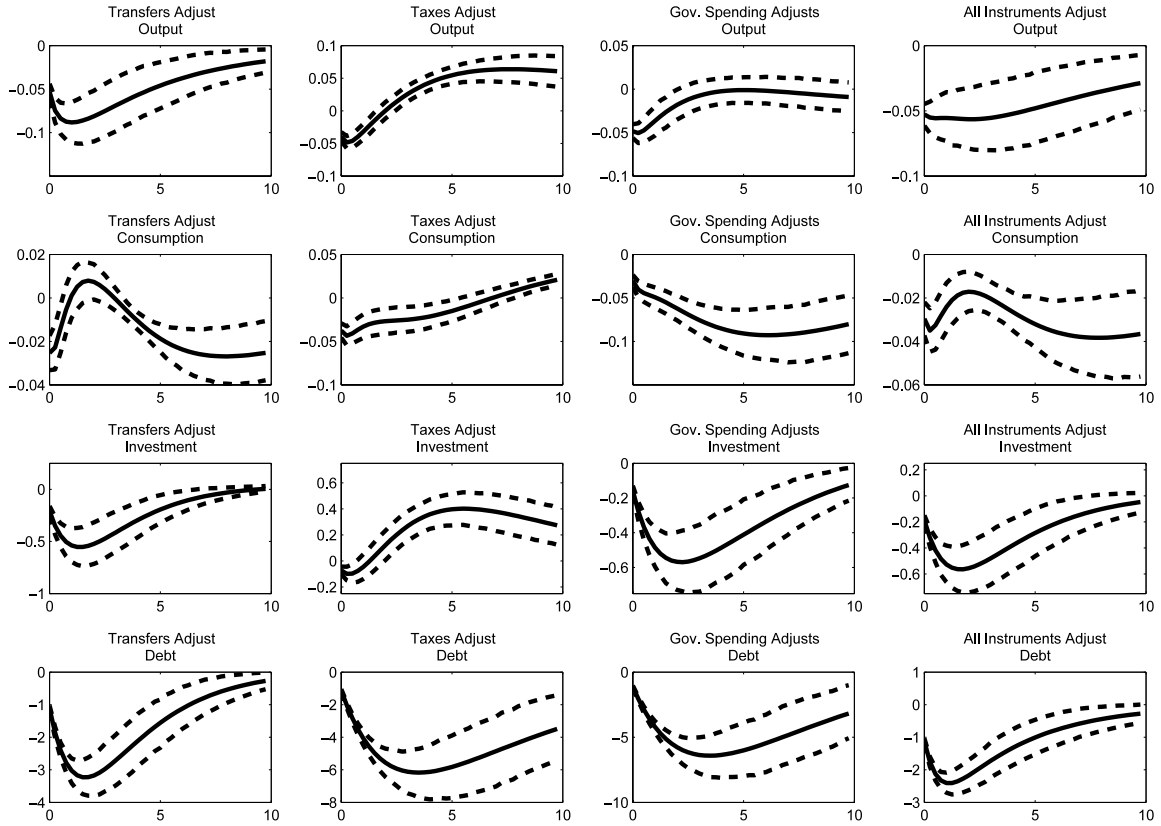 Transfers Adjust
Output
Taxes Adjust
Output
Gov. Spending Adjusts
Output
All Instruments Adjust
Output
0
−0.05
−0.1
0 5 10
0.1
0.05
0
−0.05
−0.1
0 5 10
0.05
0
−0.05
−0.1
0 5 10
0
−0.05
−0.1
0 5 10
Transfers Adjust
Consumption
Taxes Adjust
Consumption
Gov. Spending Adjusts
Consumption
All Instruments Adjust
Consumption
0.02
0
−0.02
−0.04
0 5 10
0.05
0
−0.05
−0.1
0 5 10
0
−0.05
−0.1
0 5 10
0
−0.02
−0.04
−0.06
0 5 10
Transfers Adjust
Investment
Taxes Adjust
Investment
Gov. Spending Adjusts
Investment
All Instruments Adjust
Investment
0
−0.5
−1
0 5 10
0.6
0.4
0.2
0
−0.2
0 5 10
0
−0.2
−0.4
−0.6
0 5 10
0.2
0
−0.2
−0.4
−0.6
0 5 10
Transfers Adjust
Debt
Taxes Adjust
Debt
Gov. Spending Adjusts
Debt
All Instruments Adjust
Debt
0
−1
−2
−3
−4
0 5 10
0
−2
−4
−6
−8
0 5 10
0
−5
−10
0 5 10
1
0
−1
−2
−3
0 5 10